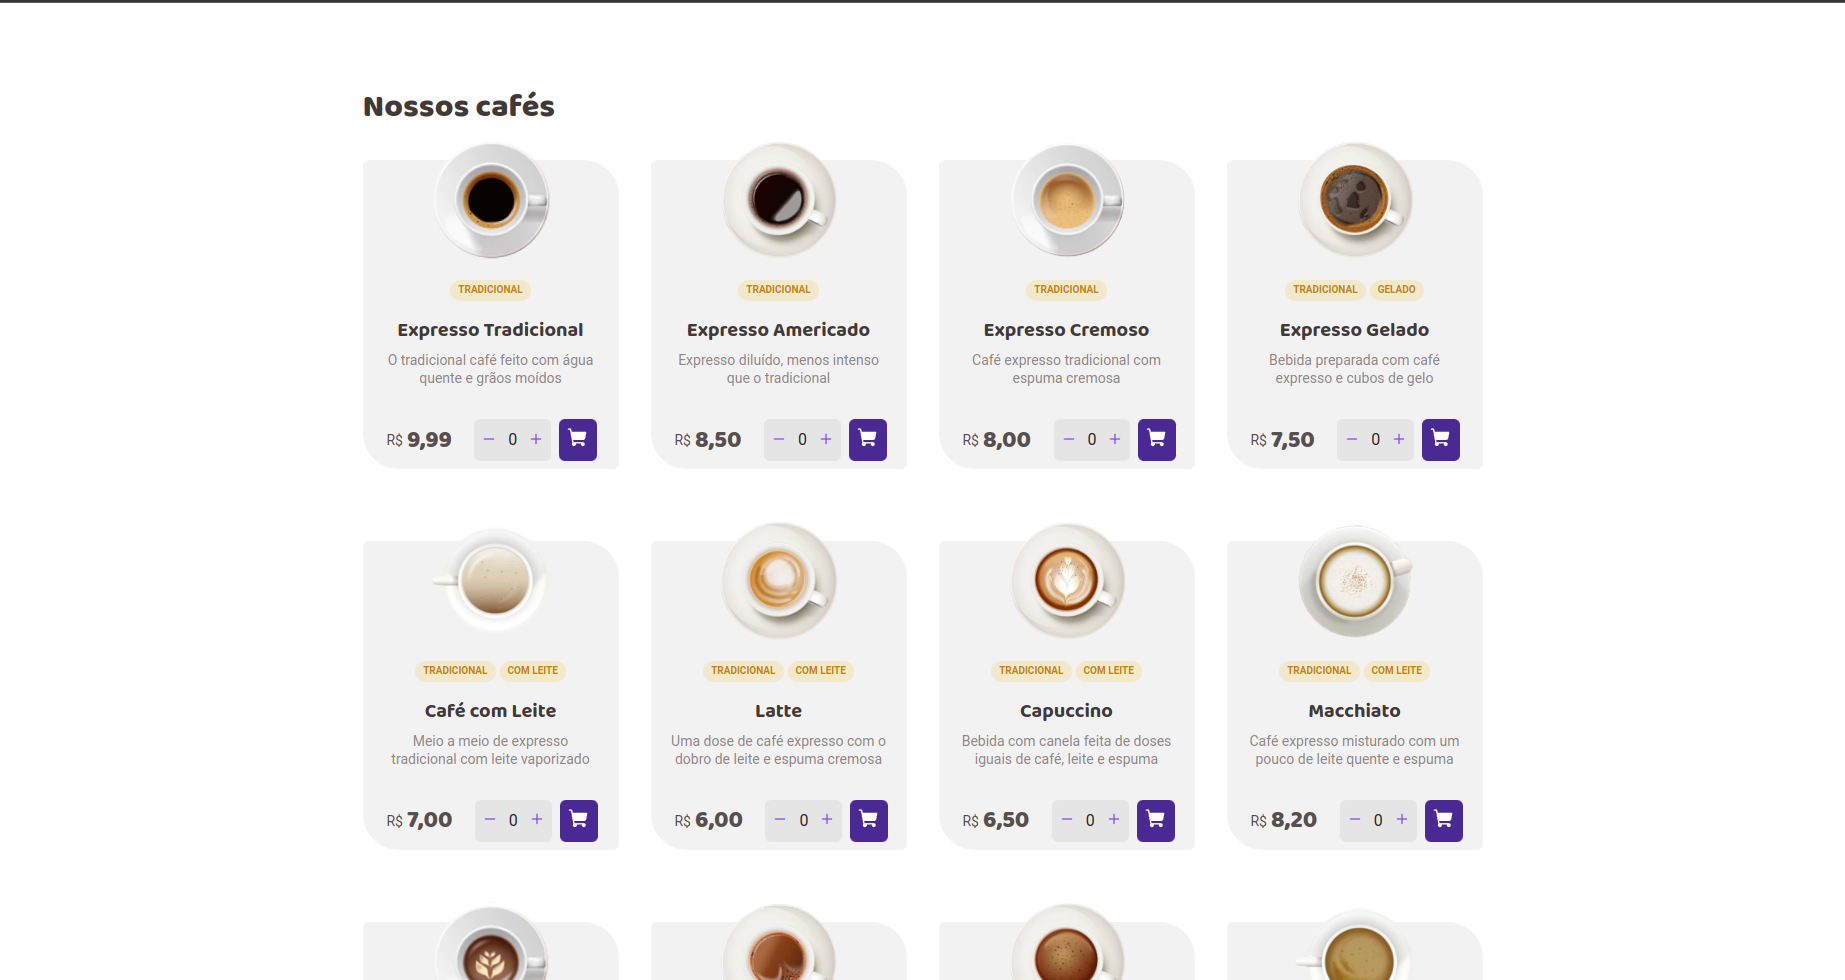 Nossos cafés
TRADICIONAL
Expresso Tradicional
O tradicional café feito com água
quente e grãos moídos
R$ 9,99 − 0 +
TRADICIONAL
Expresso Americado
Expresso diluído, menos intenso
que o tradicional
R$ 8,50 − 0 +
TRADICIONAL
Expresso Cremoso
Café expresso tradicional com
espuma cremosa
R$ 8,00 − 0 +
TRADICIONAL GELADO
Expresso Gelado
Bebida preparada com café
expresso e cubos de gelo
R$ 7,50 − 0 +
TRADICIONAL COM LEITE
Café com Leite
Meio a meio de expresso
tradicional com leite vaporizado
R$ 7,00 − 0 +
TRADICIONAL COM LEITE
Latte
Uma dose de café expresso com o
dobro de leite e espuma cremosa
R$ 6,00 − 0 +
TRADICIONAL COM LEITE
Capuccino
Bebida com canela feita de doses
iguais de café, leite e espuma
R$ 6,50 − 0 +
TRADICIONAL COM LEITE
Macchiato
Café expresso misturado com um
pouco de leite quente e espuma
R$ 8,20 − 0 +